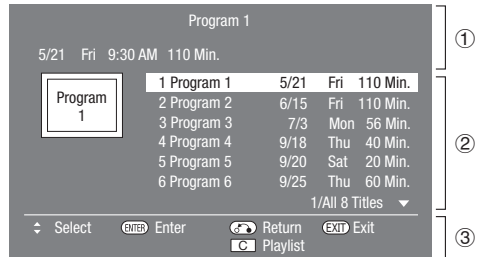 Program 1
5/21 Fri 9:30 AM 110 Min.
①
Program
1
1 Program 1 5/21 Fri 110 Min.
2 Program 2 6/15 Fri 110 Min.
3 Program 3 7/3 Mon 56 Min.
4 Program 4 9/18 Thu 40 Min.
5 Program 5 9/20 Sat 20 Min.
6 Program 6 9/25 Thu 60 Min.
1/All 8 Titles
②
Select ENTER Enter Return EXIT Exit
C Playlist
③